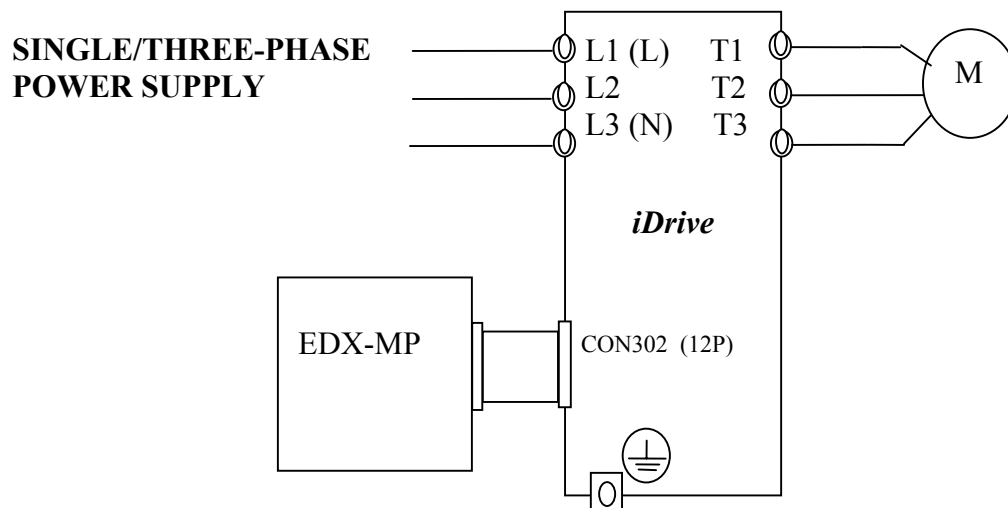 SINGLE/THREE-PHASE
POWER SUPPLY
L1 (L) T1
L2 T2
L3 (N) T3
M
iDrive
EDX-MP
CON302 (12P)